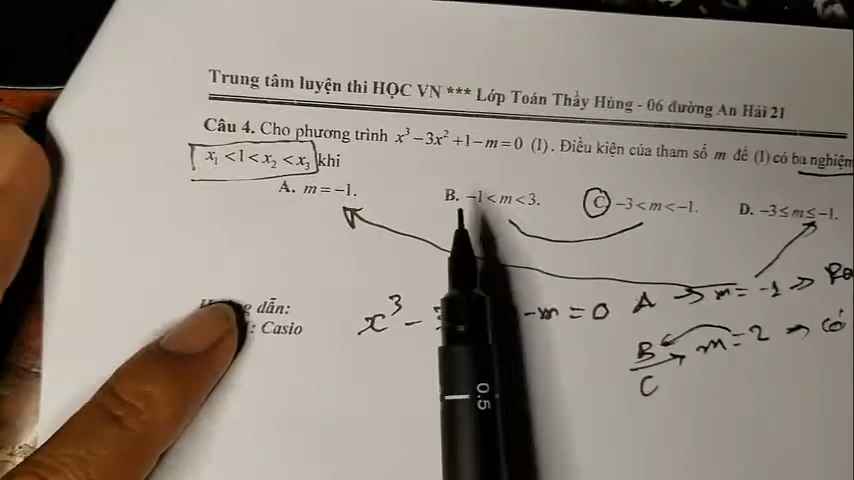 Trung tâm luyện thi HỌC VN *** Lớp Toán Thầy Hùng - 06 đường An Hải 21
Câu 4. Cho phương trình x³ − 3x² + 1 − m = 0 (1). Điều kiện của tham số m để (1) có ba nghiệm
x₁ < 1 < x₂ < x₃ khi
A. m = −1. B. −1 < m < 3. C −3 < m < −1. D. −3 ≤ m ≤ −1.
dẫn:
Casio
x³ − − m = 0
A → m = −1 →
B m = 2 → có
C
0.5